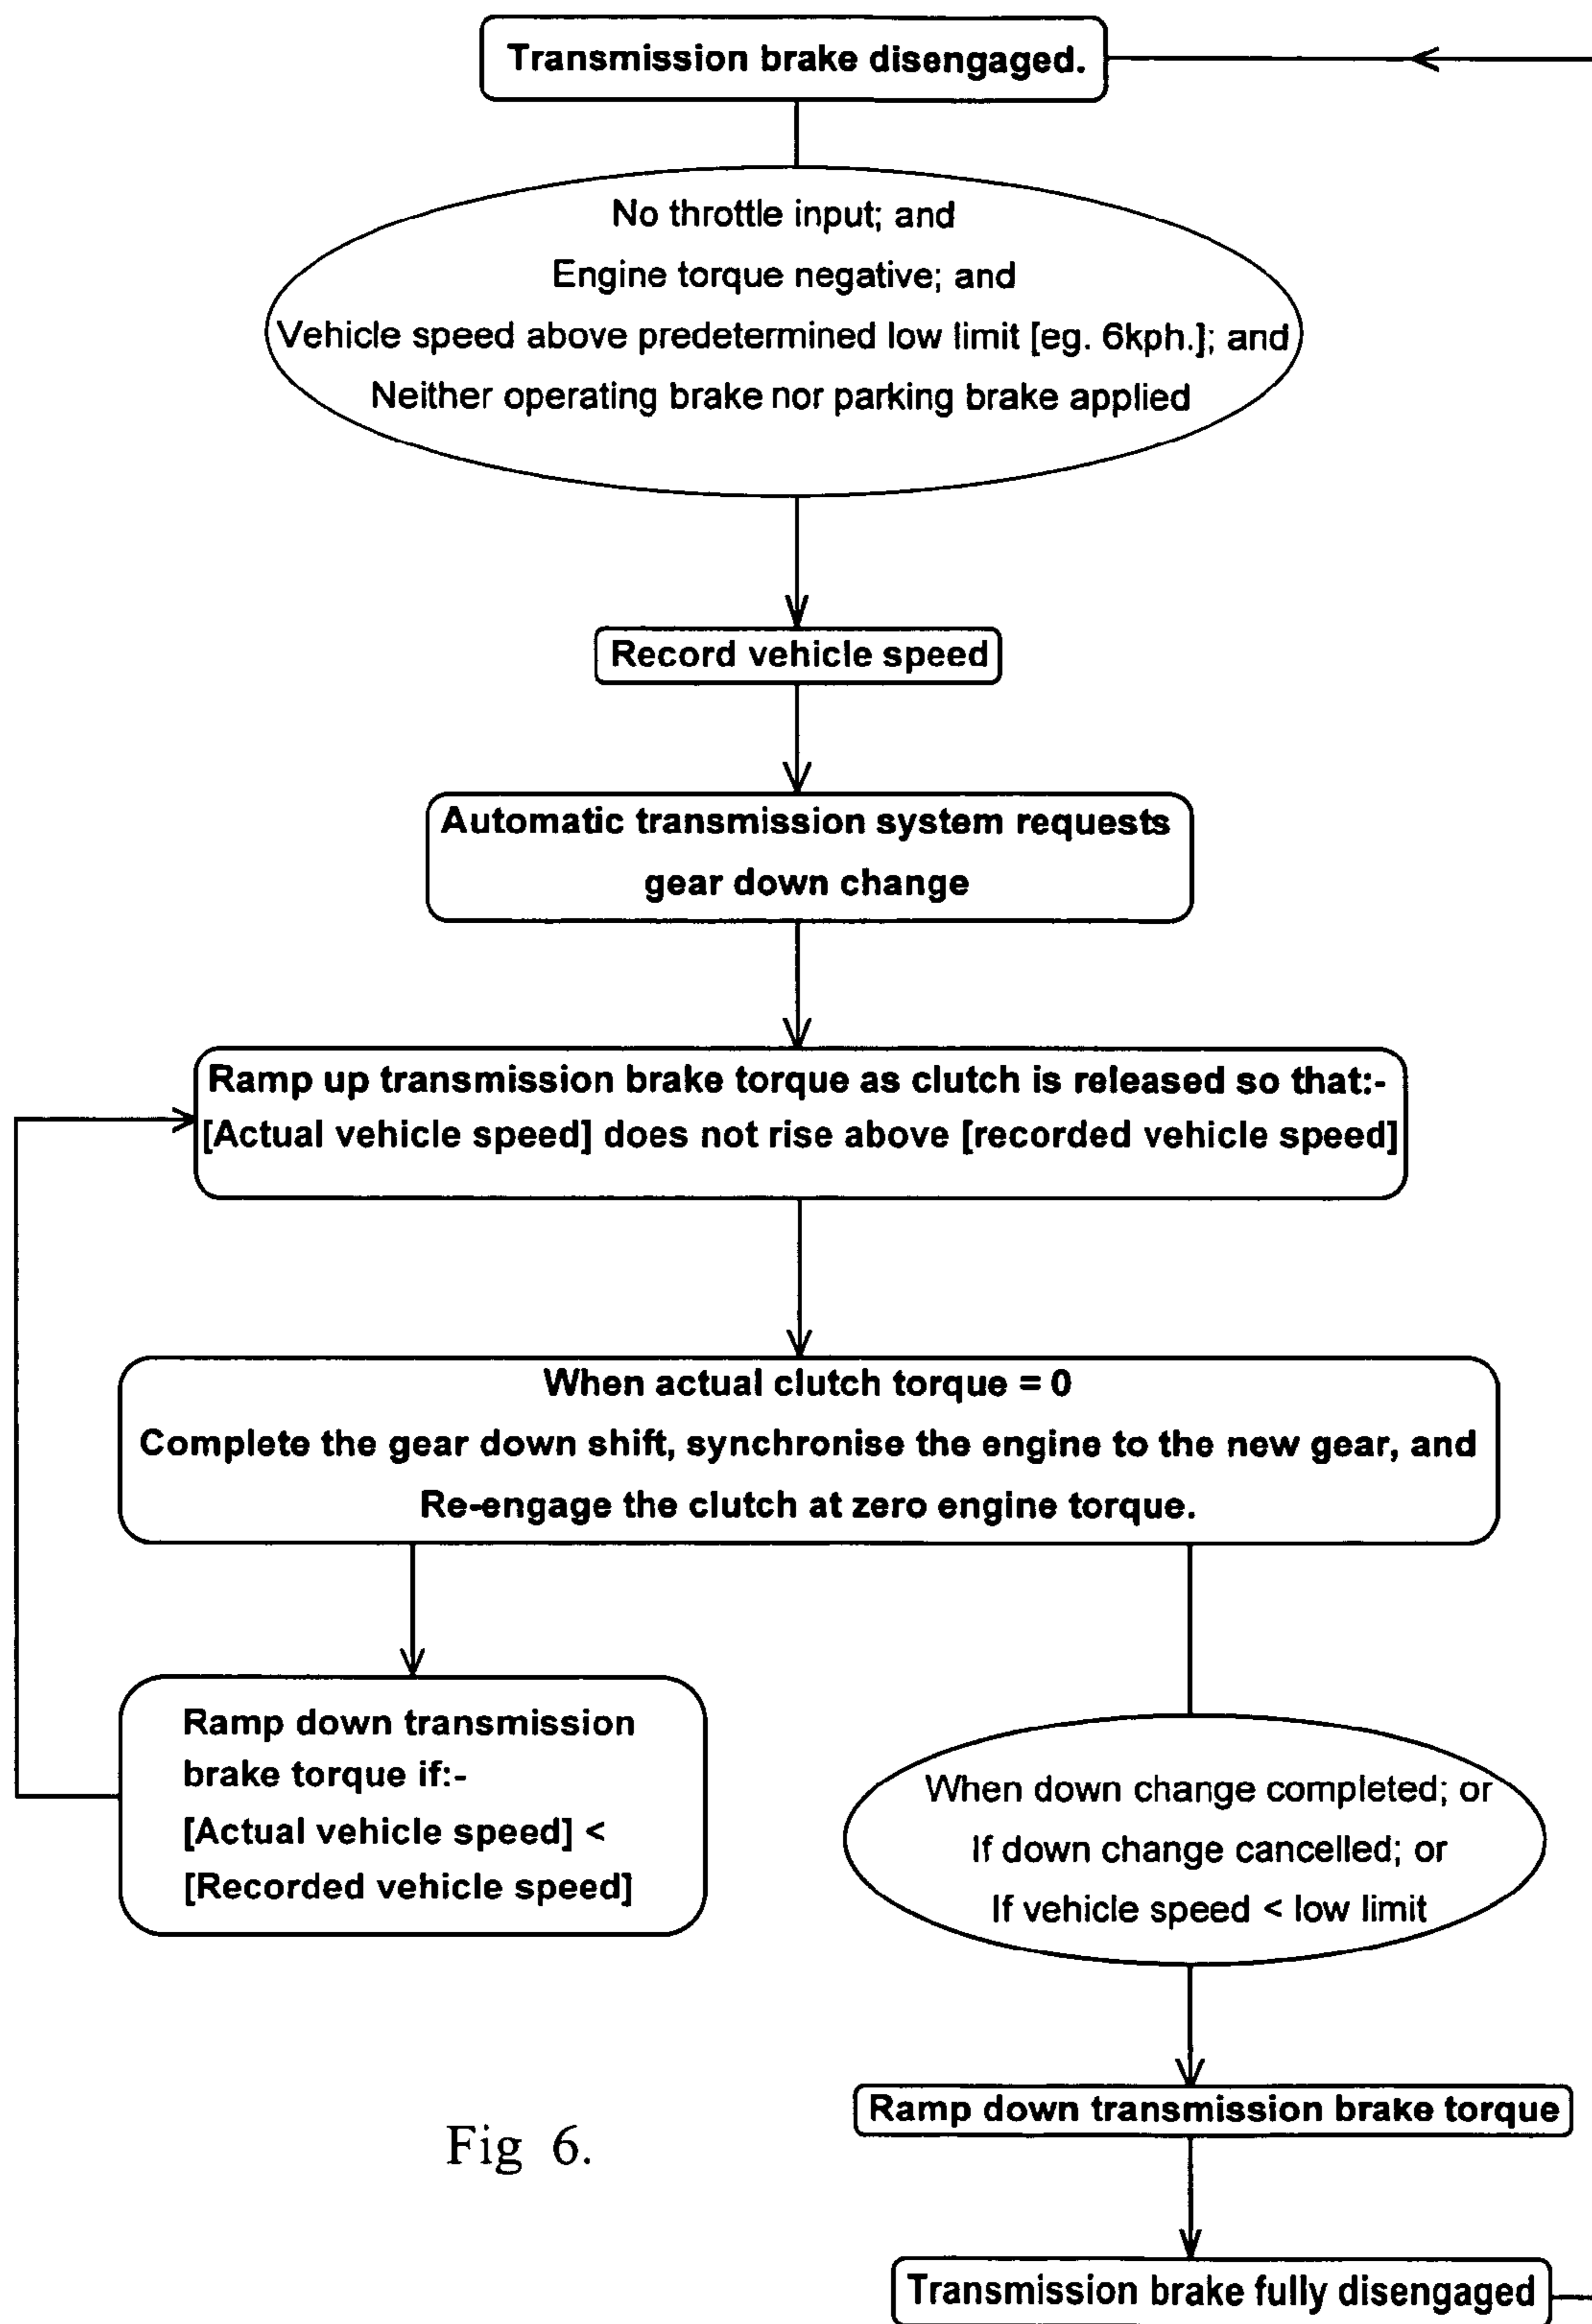 Transmission brake disengaged.
No throttle input; and
Engine torque negative; and
Vehicle speed above predetermined low limit [eg. 6kph.]; and
Neither operating brake nor parking brake applied
Record vehicle speed
Automatic transmission system requests
gear down change
Ramp up transmission brake torque as clutch is released so that:-
[Actual vehicle speed] does not rise above [recorded vehicle speed]
When actual clutch torque = 0
Complete the gear down shift, synchronise the engine to the new gear, and
Re-engage the clutch at zero engine torque.
Ramp down transmission
brake torque if:-
[Actual vehicle speed] <
[Recorded vehicle speed]
When down change completed; or
If down change cancelled; or
If vehicle speed < low limit
Ramp down transmission brake torque
Transmission brake fully disengaged
Fig 6.